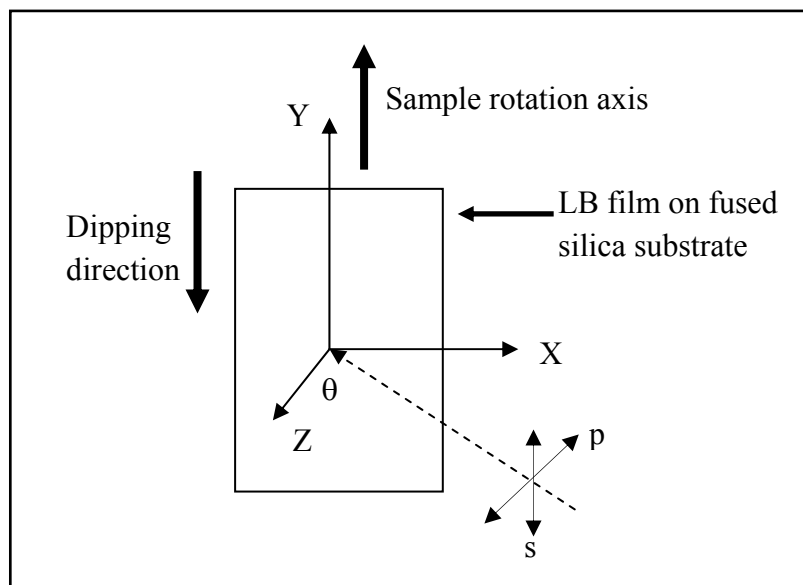 Sample rotation axis
Y
LB film on fused
silica substrate
Dipping
direction
X
θ
Z
p
s